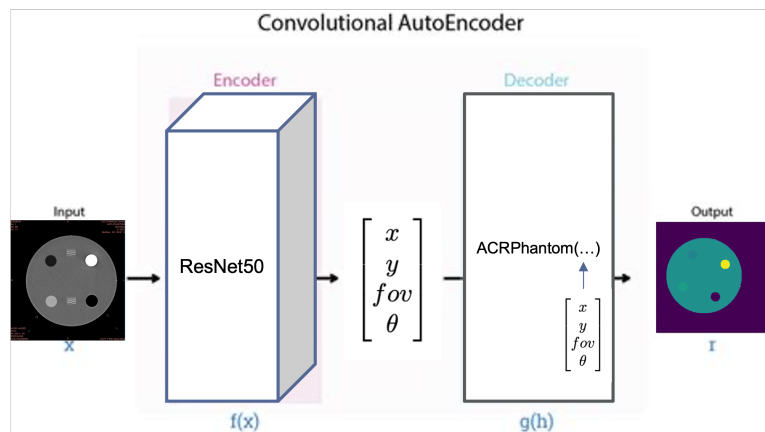 Convolutional AutoEncoder
Encoder
Decoder
Input
Output
ResNet50
x
y
fov
θ
ACRPhantom(...)
x
y
fov
θ
x
r
f(x)
g(h)